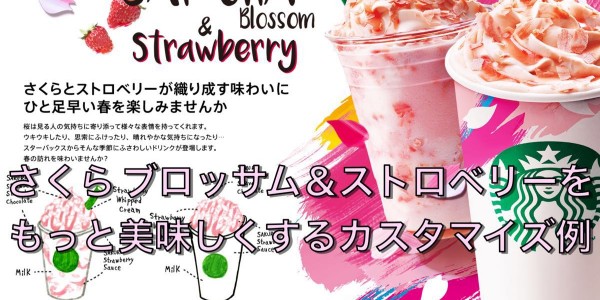 Blossom
&
Strawberry
さくらとストロベリーが織り成す味わいに
ひと足早い春を楽しみませんか
桜は見る人の気持ちに寄り添って様々な表情を持ってくれます。
ウキウキしたり、思索にふけったり、晴れやかな気持ちになったり…
スターバックスからそんな季節にふさわしいドリンクが登場します。
春の訪れを味わいませんか？
さくらブロッサム＆ストロベリーを
もっと美味しくするカスタマイズ例
Chocolate
Strawberry
Whipped
Cream
Strawberry
Strawberry
Sauce
Sauce
Milk
Milk